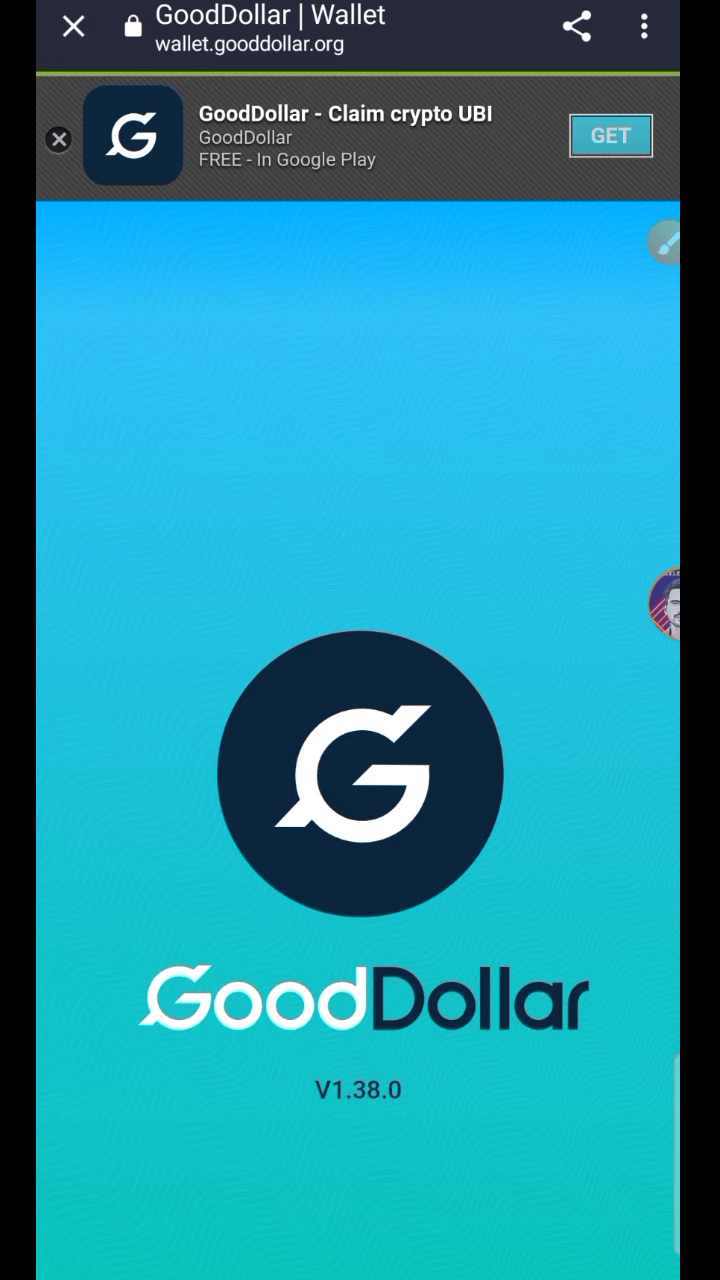 GoodDollar | Wallet
wallet.gooddollar.org
GoodDollar - Claim crypto UBI
GoodDollar
FREE - In Google Play
GET
GoodDollar
V1.38.0